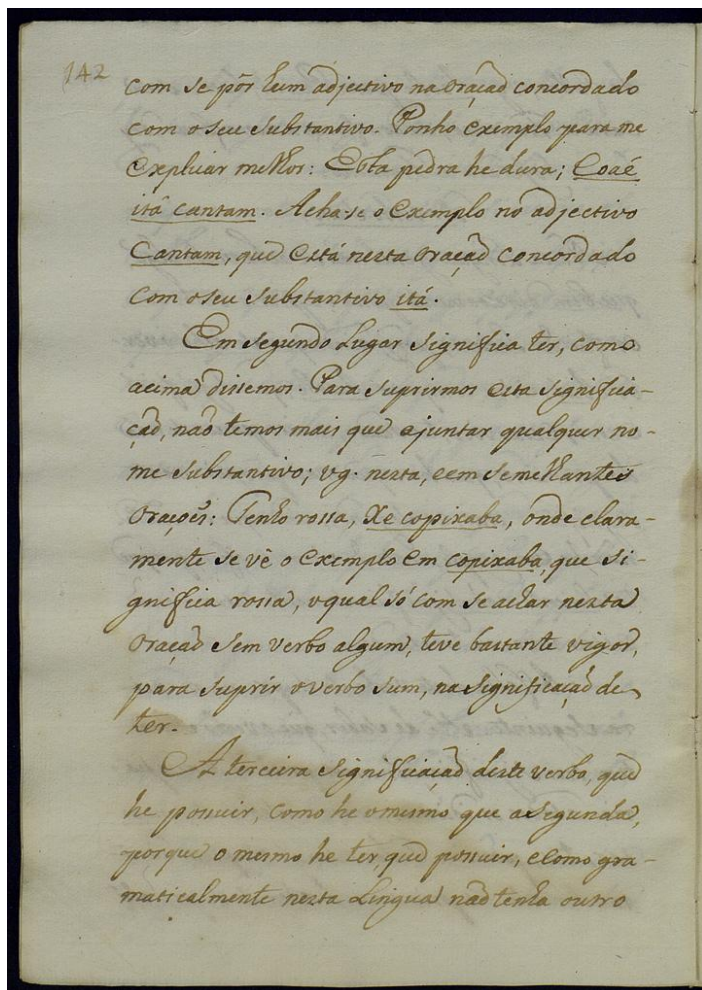 142
com se pôr hum adjectivo na oraçaõ concordado
com o seu substantivo. Ponho exemplo para me
explicar melhor: Esta pedra he dura; Coaé
itá cantam. Acha-se o exemplo no adjectivo
Cantam, que está nesta oraçaõ concordado
com o seu substantivo itá.
Em segundo lugar significa ter, como
acima dissemos. Para suprirmos esta significa-
çaõ, naõ temos mais que ajuntar qualquer no-
me substantivo; vg. nesta, e em semelhantes
oraçoẽs: Tenho rossa, Xe copixaba, onde clara-
mente se vê o exemplo em copixaba, que si-
gnifica rossa, o qual só com se achar nesta
oraçaõ sem verbo algum, teve bastante vigor,
para suprir o verbo sum, na significaçaõ de
ter.
A terceira significaçaõ deste verbo, que
he possuir, como he o mesmo que a segunda,
porque o mesmo he ter, que possuir, e como gra-
maticalmente nesta Lingua naõ tenha outro